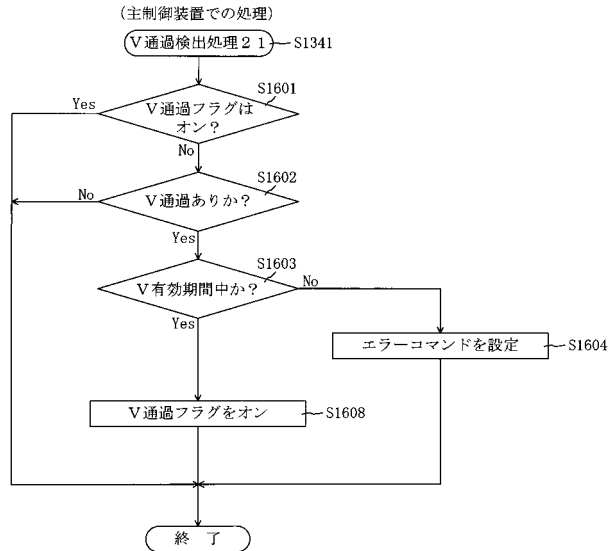 (主制御装置での処理)
V通過検出処理21
S1341
S1601
V通過フラグは
オン?
Yes
No
S1602
V通過ありか?
No
Yes
S1603
V有効期間中か?
No
Yes
エラーコマンドを設定
S1604
V通過フラグをオン
S1608
終 了